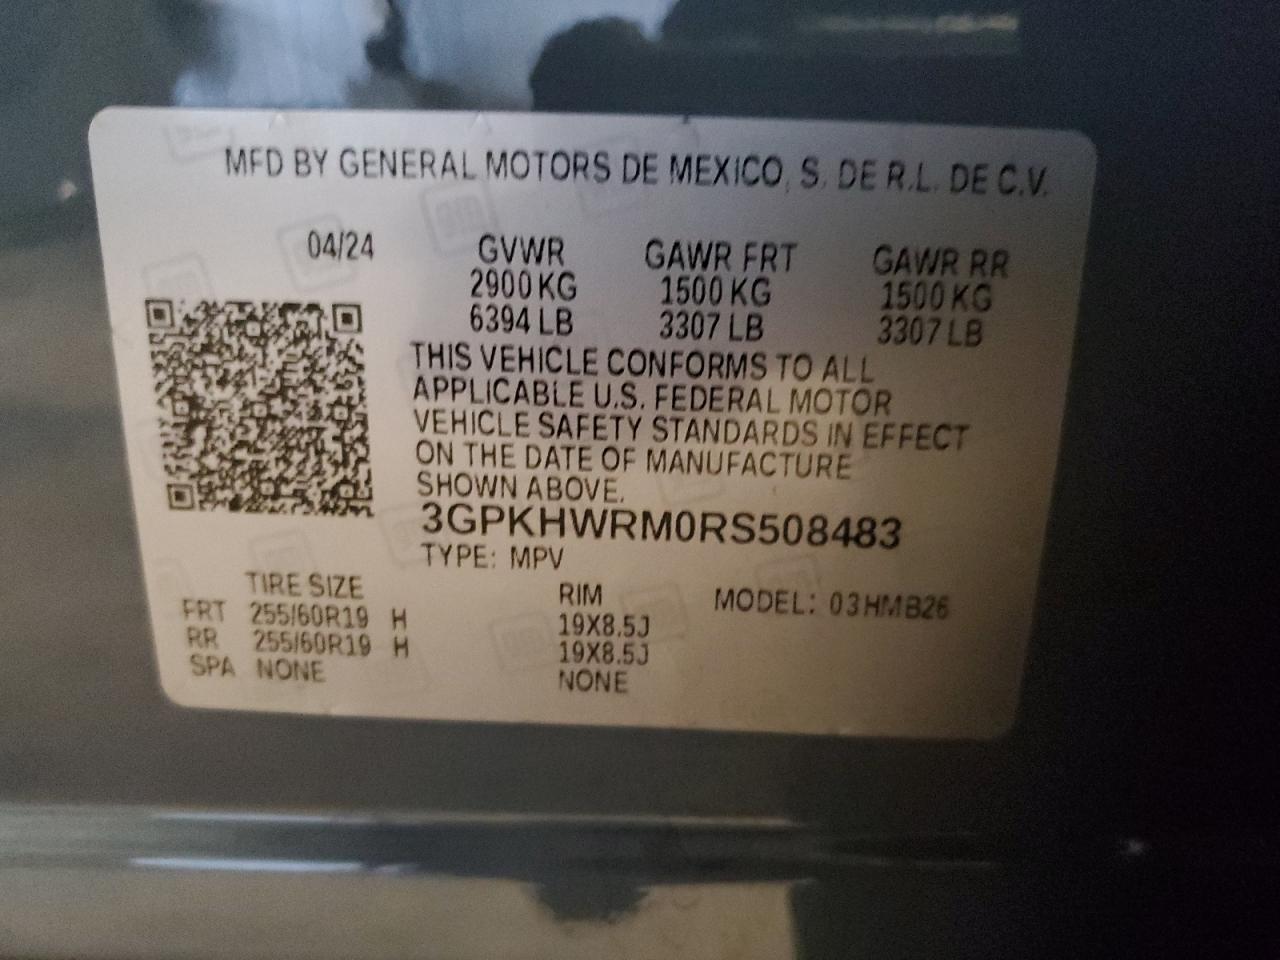 MFD BY GENERAL MOTORS DE MEXICO, S. DE R.L. DE C.V.
04/24 GVWR GAWR FRT GAWR RR
2900 KG 1500 KG 1500 KG
6394 LB 3307 LB 3307 LB
THIS VEHICLE CONFORMS TO ALL
APPLICABLE U.S. FEDERAL MOTOR
VEHICLE SAFETY STANDARDS IN EFFECT
ON THE DATE OF MANUFACTURE
SHOWN ABOVE.
3GPKHWRM0RS508483
TYPE: MPV
TIRE SIZE RIM MODEL: 03HMB26
FRT 255/60R19 H 19X8.5J
RR 255/60R19 H 19X8.5J
SPA NONE NONE